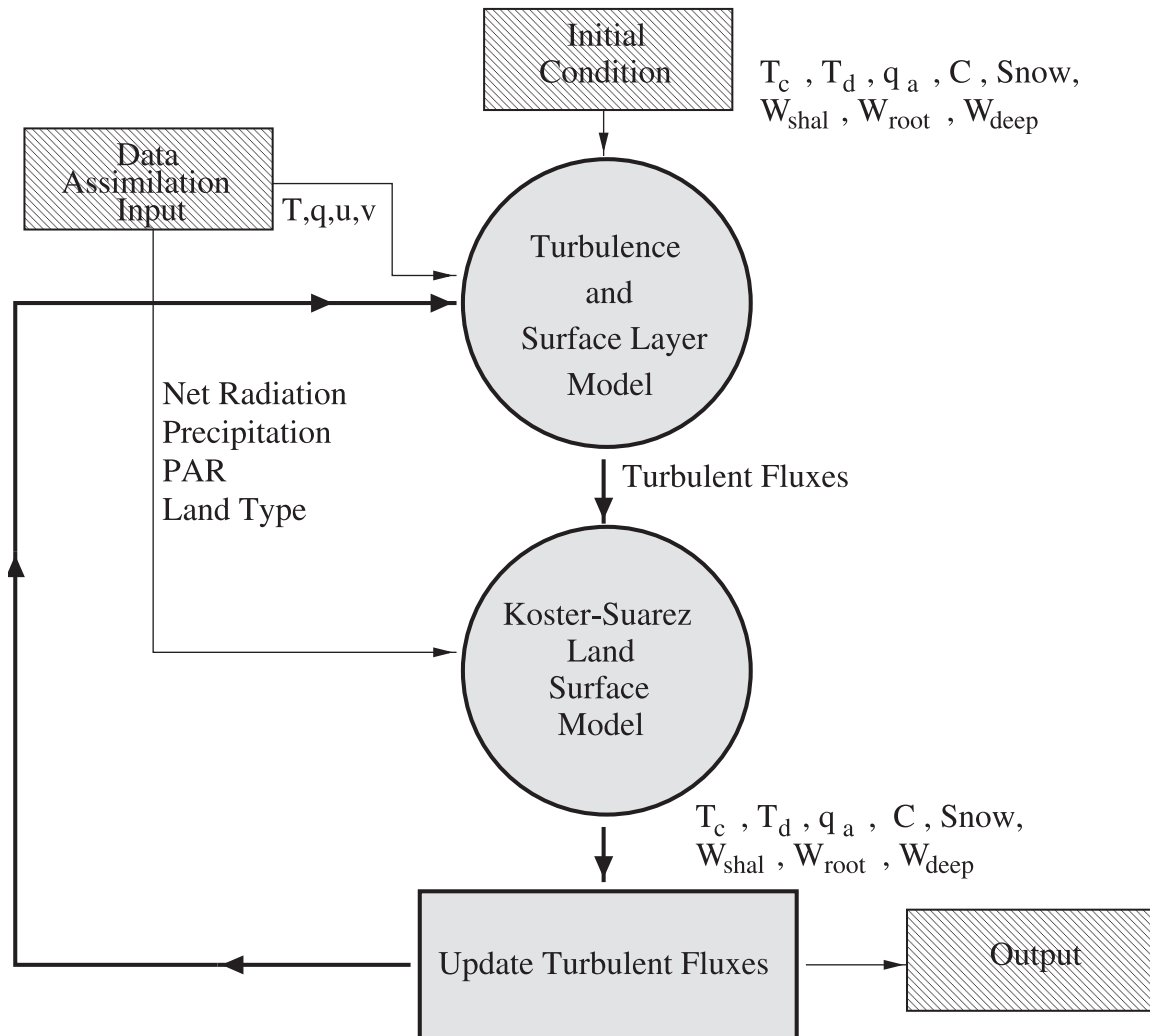 Initial
Condition
T_c , T_d , q_a , C , Snow,
W_shal , W_root , W_deep
Data
Assimilation
Input
T,q,u,v
Turbulence
and
Surface Layer
Model
Net Radiation
Precipitation
PAR
Land Type
Turbulent Fluxes
Koster-Suarez
Land
Surface
Model
T_c , T_d , q_a , C , Snow,
W_shal , W_root , W_deep
Update Turbulent Fluxes
Output